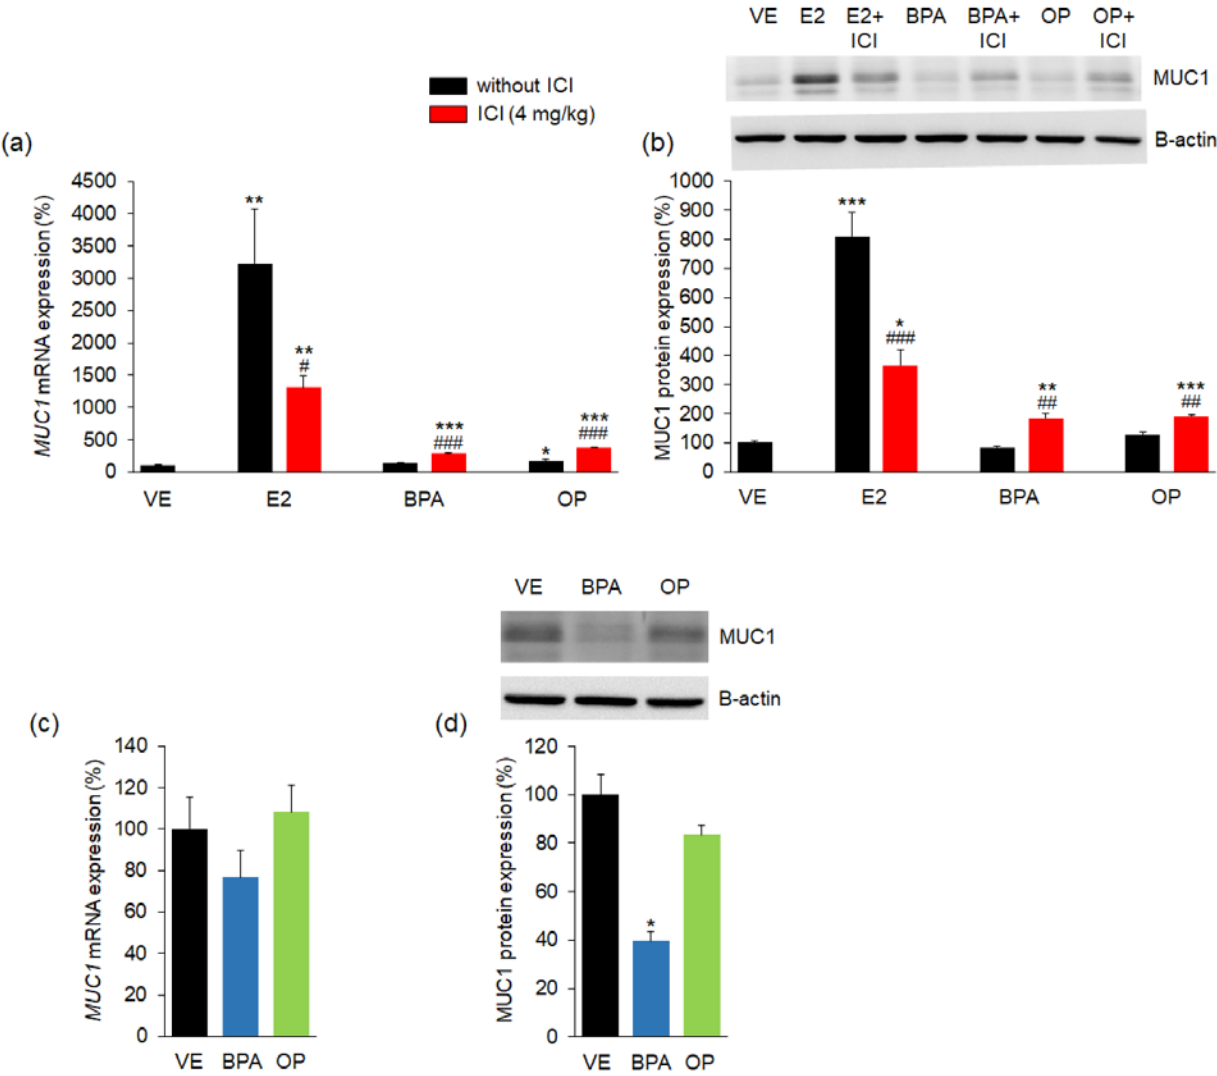 VE E2 E2+ BPA BPA+ OP OP+
ICI ICI ICI
MUC1
B-actin
without ICI
ICI (4 mg/kg)
(a)
MUC1 mRNA expression (%)
4500
4000
3500
3000
2500
2000
1500
1000
500
0
**
**
#
***
###
*
***
###
VE E2 BPA OP
(b)
MUC1 protein expression (%)
1000
900
800
700
600
500
400
300
200
100
0
***
*
###
**
##
***
##
VE E2 BPA OP
(c)
MUC1 mRNA expression (%)
140
120
100
80
60
40
20
0
VE BPA OP
VE BPA OP
MUC1
B-actin
(d)
MUC1 protein expression (%)
120
100
80
60
40
20
0
*
VE BPA OP